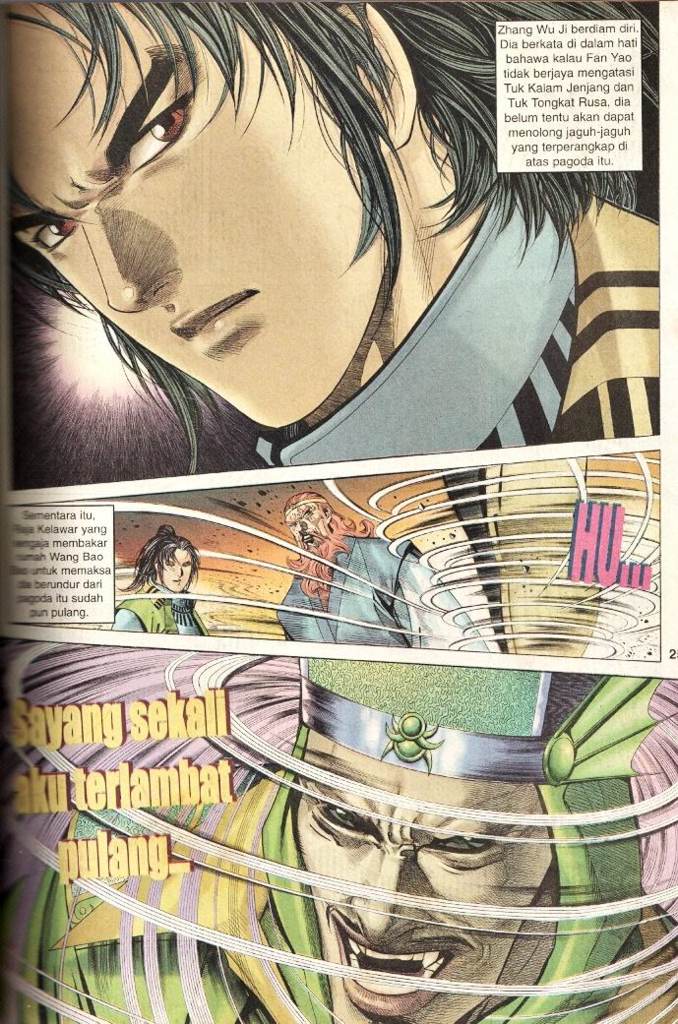 Zhang Wu Ji berdiam diri.
Dia berkata di dalam hati
bahawa kalau Fan Yao
tidak berjaya mengatasi
Tuk Kaiam Jenjang dan
Tuk Tongkat Rusa, dia
belum tentu akan dapat
menolong jaguh-jaguh
yang terperangkap di
atas pagoda itu.
Sementara itu,
Raja Kelawar yang
sengaja membakar
rumah Wang Bao
Bao untuk memaksa
dia berundur dari
pagoda itu sudah
pun pulang.
HU...
Sayang sekali
aku terlambat
pulang...